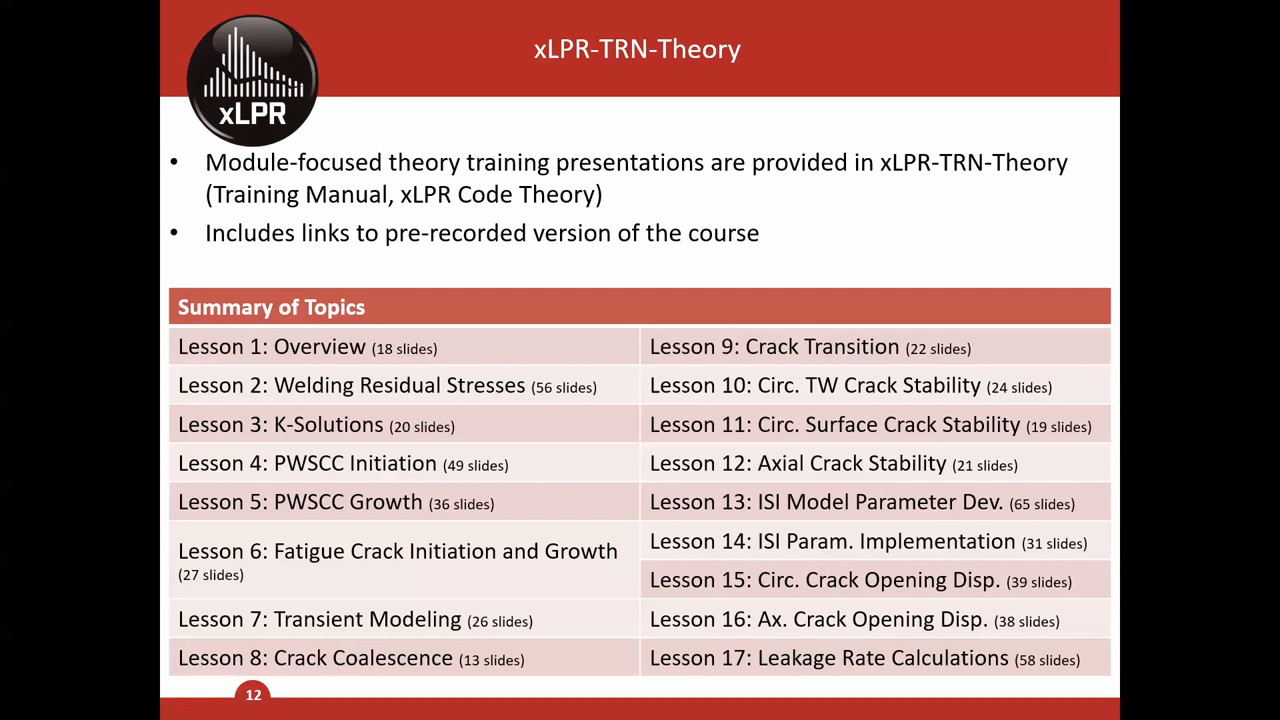 xLPR-TRN-Theory
xLPR
• Module-focused theory training presentations are provided in xLPR-TRN-Theory
(Training Manual, xLPR Code Theory)
• Includes links to pre-recorded version of the course
Summary of Topics
Lesson 1: Overview (18 slides)
Lesson 2: Welding Residual Stresses (56 slides)
Lesson 3: K-Solutions (20 slides)
Lesson 4: PWSCC Initiation (49 slides)
Lesson 5: PWSCC Growth (36 slides)
Lesson 6: Fatigue Crack Initiation and Growth
(27 slides)
Lesson 7: Transient Modeling (26 slides)
Lesson 8: Crack Coalescence (13 slides)
Lesson 9: Crack Transition (22 slides)
Lesson 10: Circ. TW Crack Stability (24 slides)
Lesson 11: Circ. Surface Crack Stability (19 slides)
Lesson 12: Axial Crack Stability (21 slides)
Lesson 13: ISI Model Parameter Dev. (65 slides)
Lesson 14: ISI Param. Implementation (31 slides)
Lesson 15: Circ. Crack Opening Disp. (39 slides)
Lesson 16: Ax. Crack Opening Disp. (38 slides)
Lesson 17: Leakage Rate Calculations (58 slides)
12